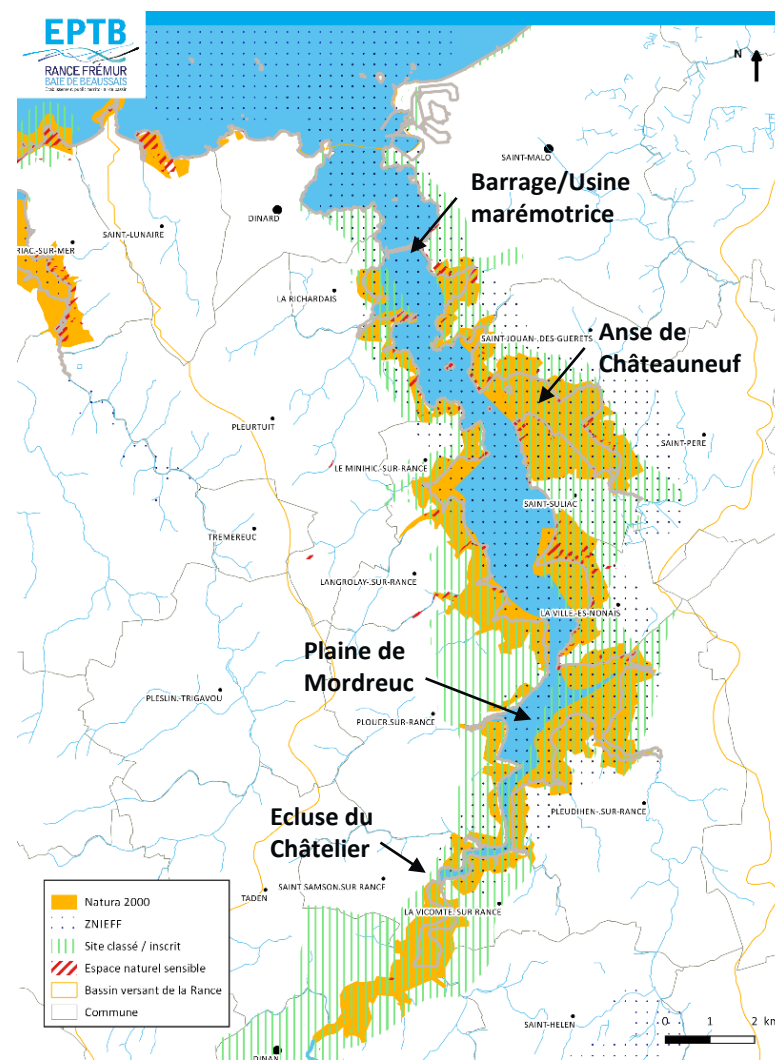 EPTB
RANCE FRÉMUR
BAIE DE BEAUSSAIS
N
SAINT-MALO
Barrage/Usine
marémotrice
DINARD
SAINT-LUNAIRE
RIAC-SUR-MER
LA RICHARDAIS
SAINT-JOUAN-.DES-GUERETS
Anse de
Châteauneuf
PLEURTUIT
SAINT-PERE
LE MINIHIC.-SUR-RANCE
SAINT-SULIAC
TREMEREUC
LANGROLAY-.SUR-RANCE
LA VILLE.-ES-NONAIS
Plaine de
Mordreuc
PLESLIN.-TRIGAVOU
PLOUER.SUR-RANCE
PLEUDIHEN-.SUR-RANCE
Ecluse du
Châtelier
SAINT SAMSON.SUR RANCE
TADEN
LA VICOMTE.SUR RANCE
Natura 2000
ZNIEFF
Site classé / inscrit
Espace naturel sensible
Bassin versant de la Rance
Commune
SAINT-HELEN
0 1 2 km
DINAN